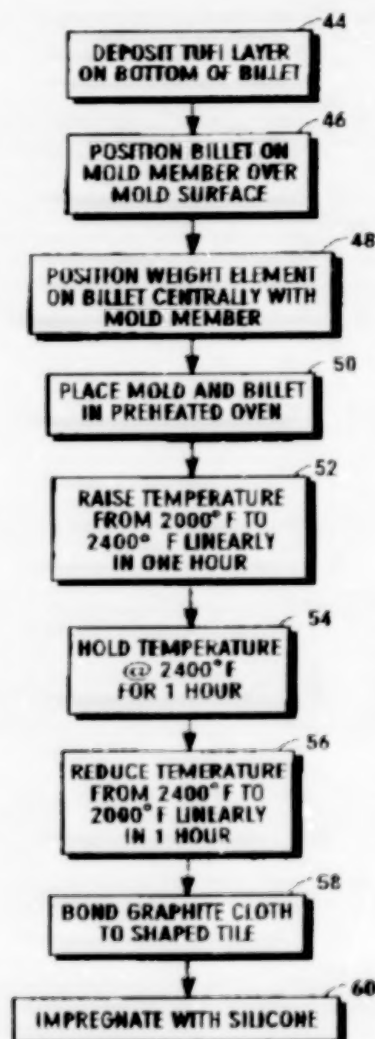 44
DEPOSIT TUFI LAYER
ON BOTTOM OF BILLET
46
POSITION BILLET ON
MOLD MEMBER OVER
MOLD SURFACE
48
POSITION WEIGHT ELEMENT
ON BILLET CENTRALLY WITH
MOLD MEMBER
50
PLACE MOLD AND BILLET
IN PREHEATED OVEN
52
RAISE TEMPERATURE
FROM 2000° F TO
2400° F LINEARLY
IN ONE HOUR
54
HOLD TEMPERATURE
@ 2400°F
FOR 1 HOUR
56
REDUCE TEMERATURE
FROM 2400°F TO
2000°F LINEARLY
IN 1 HOUR
58
BOND GRAPHITE CLOTH
TO SHAPED TILE
60
IMPREGNATE WITH SILICONE